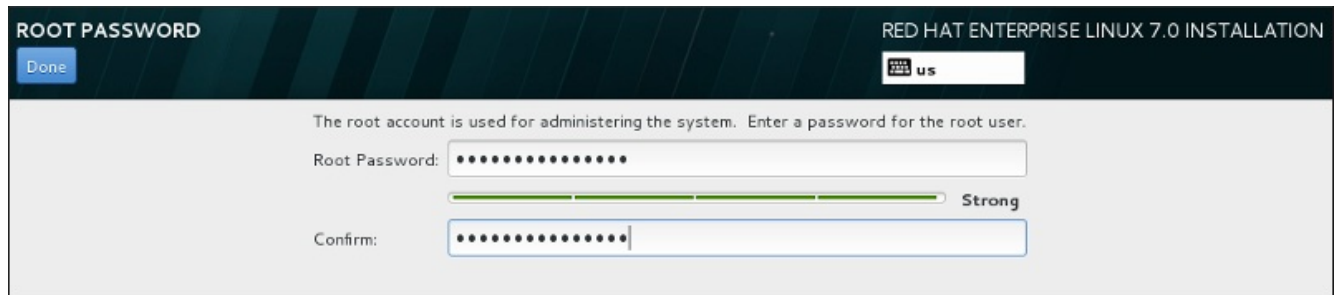 ROOT PASSWORD
RED HAT ENTERPRISE LINUX 7.0 INSTALLATION
Done
us
The root account is used for administering the system. Enter a password for the root user.
Root Password: •••••••••••••••
Strong
Confirm: •••••••••••••••